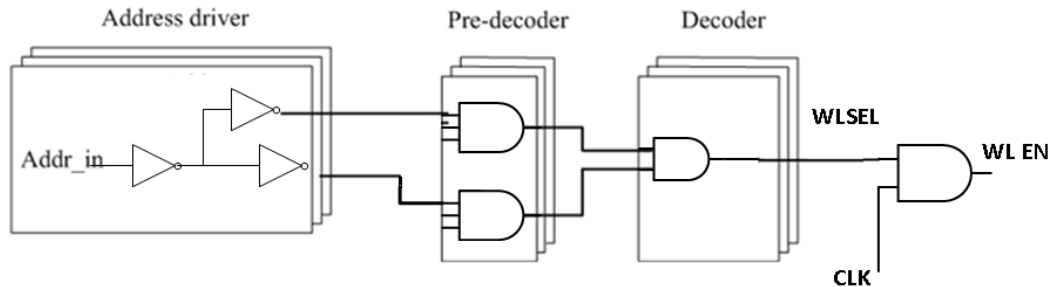 Address driver
Pre-decoder
Decoder
WLSEL
WL EN
Addr_in
CLK